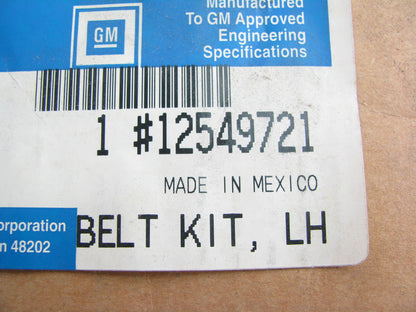 Manufactured
To GM Approved
Engineering
Specifications
GM
1 #12549721
MADE IN MEXICO
orporation
n 48202
BELT KIT, LH